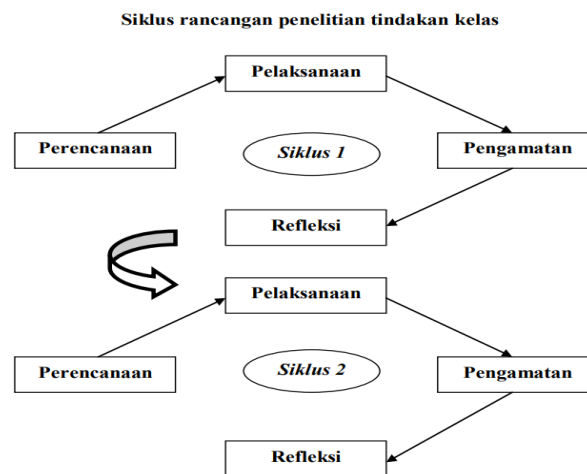 Siklus rancangan penelitian tindakan kelas
Pelaksanaan
Perencanaan
Siklus 1
Pengamatan
Refleksi
Pelaksanaan
Perencanaan
Siklus 2
Pengamatan
Refleksi